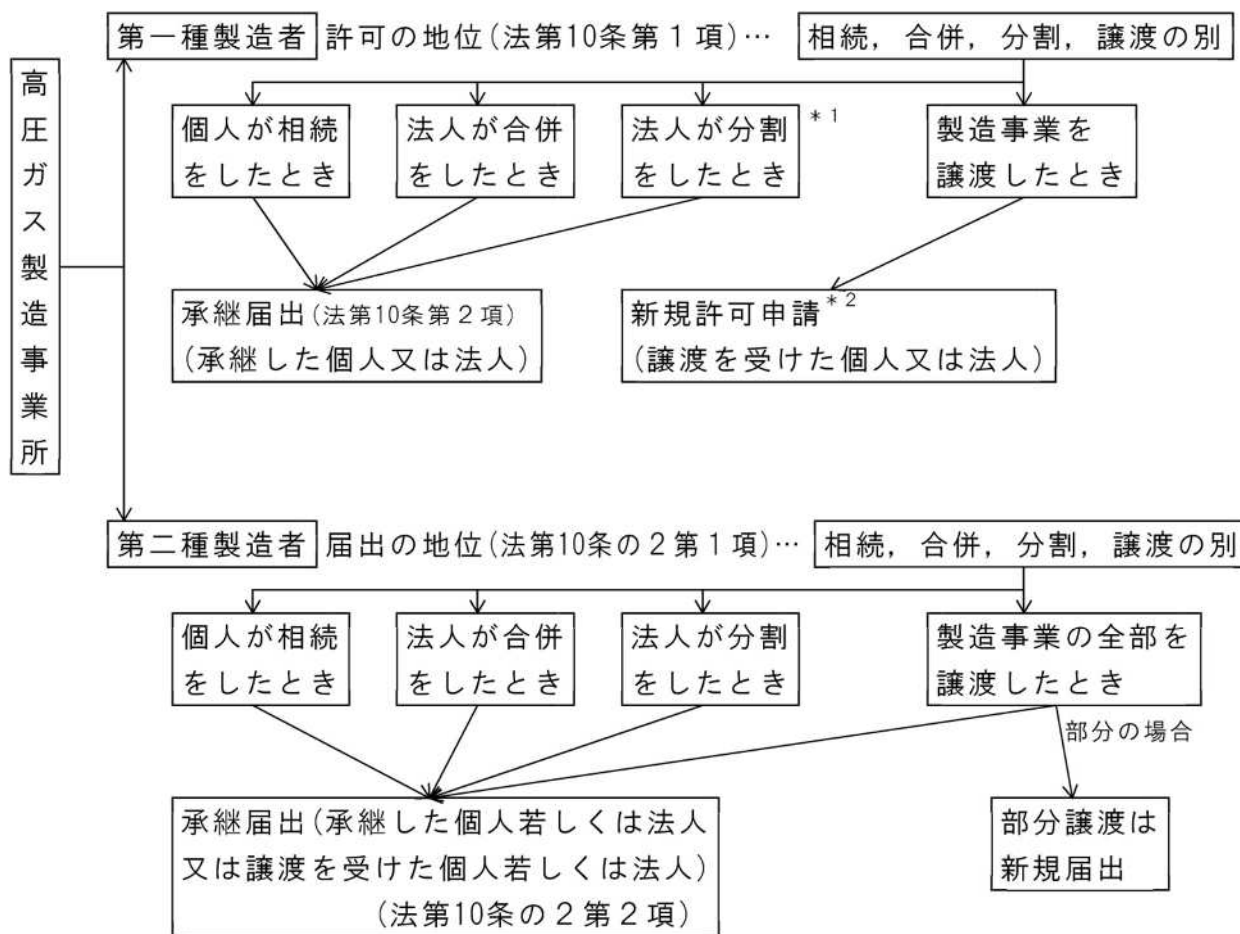 高圧ガス製造事業所
第一種製造者 許可の地位(法第10条第１項)… 相続，合併，分割，譲渡の別
個人が相続をしたとき
法人が合併をしたとき
法人が分割をしたとき ＊１
製造事業を譲渡したとき
承継届出(法第10条第２項)
(承継した個人又は法人)
新規許可申請＊２
(譲渡を受けた個人又は法人)
第二種製造者 届出の地位(法第10条の２第１項)… 相続，合併，分割，譲渡の別
個人が相続をしたとき
法人が合併をしたとき
法人が分割をしたとき
製造事業の全部を譲渡したとき
部分の場合
承継届出(承継した個人若しくは法人
又は譲渡を受けた個人若しくは法人)
(法第10条の２第２項)
部分譲渡は
新規届出